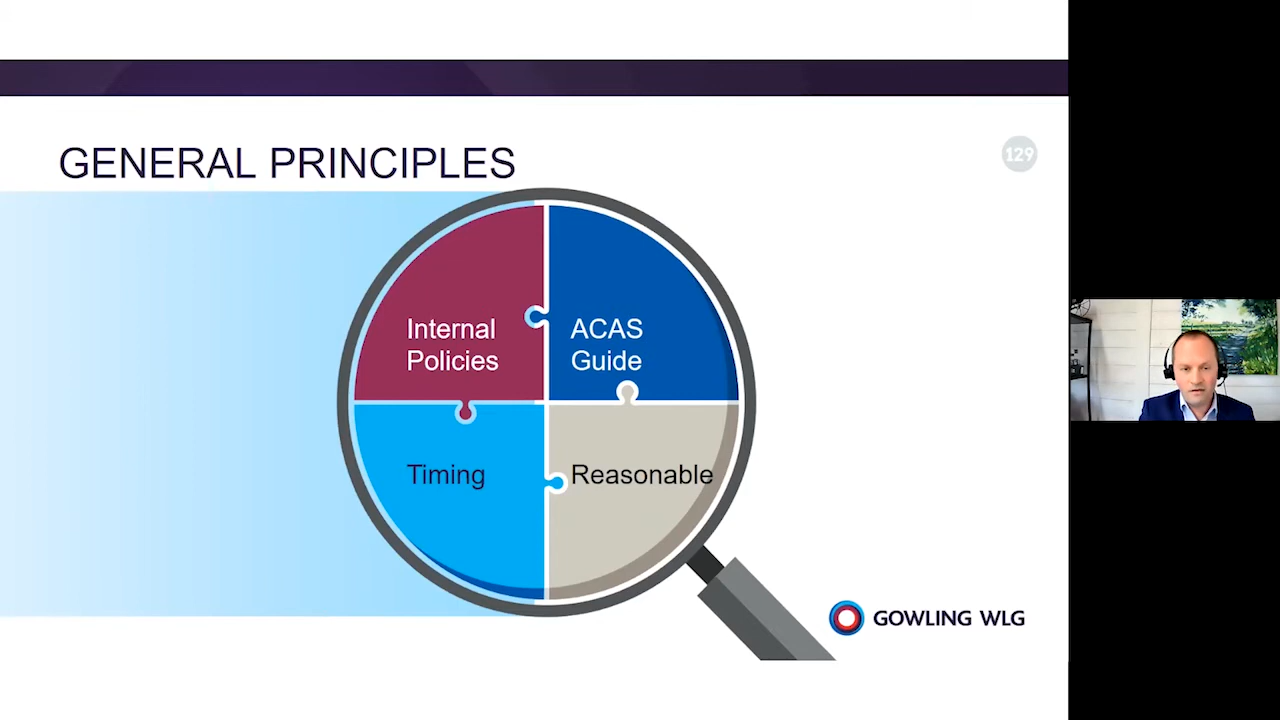 GENERAL PRINCIPLES
129
Internal
Policies
ACAS
Guide
Timing
Reasonable
GOWLING WLG